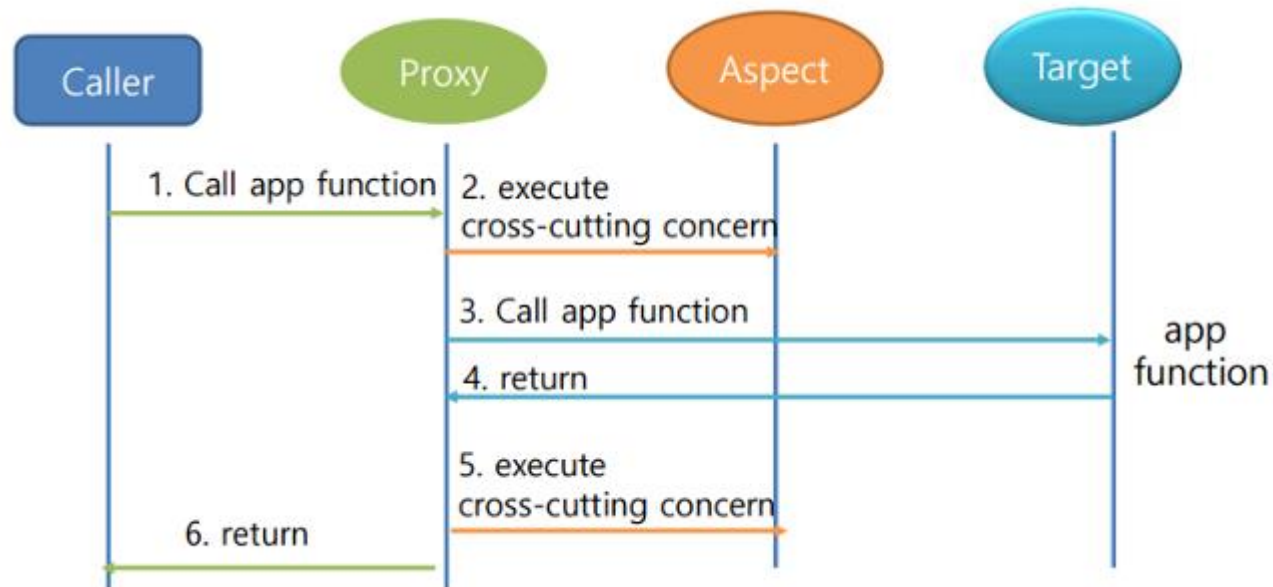 Caller
Proxy
Aspect
Target
1. Call app function
2. execute
cross-cutting concern
3. Call app function
app
function
4. return
5. execute
cross-cutting concern
6. return